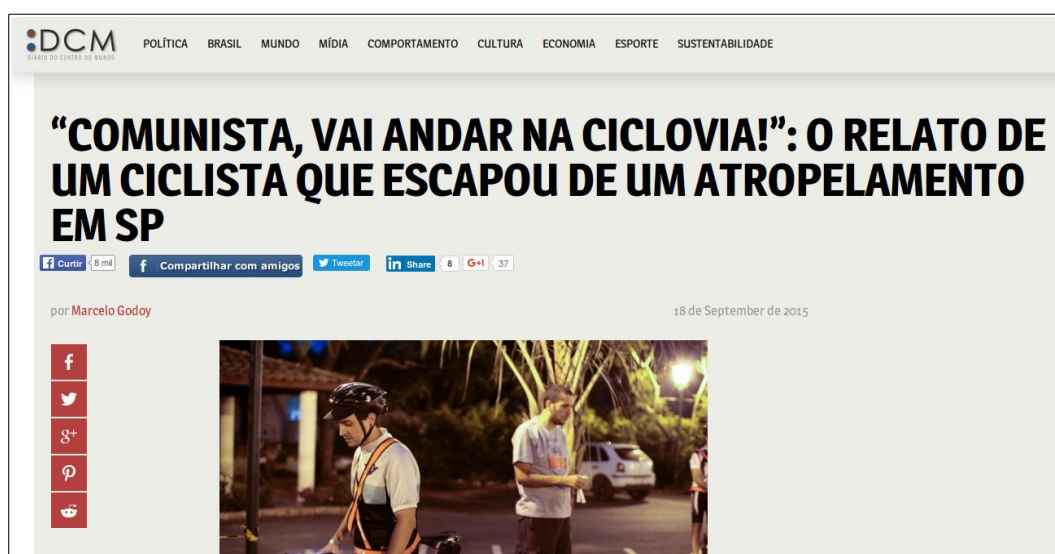 :DCM
DIÁRIO DO CENTRO DO MUNDO
POLÍTICA BRASIL MUNDO MÍDIA COMPORTAMENTO CULTURA ECONOMIA ESPORTE SUSTENTABILIDADE
“COMUNISTA, VAI ANDAR NA CICLOVIA!”: O RELATO DE
UM CICLISTA QUE ESCAPOU DE UM ATROPELAMENTO
EM SP
Curtir 8 mil Compartilhar com amigos Tweetar in Share 8 G+1 37
por Marcelo Godoy 18 de September de 2015